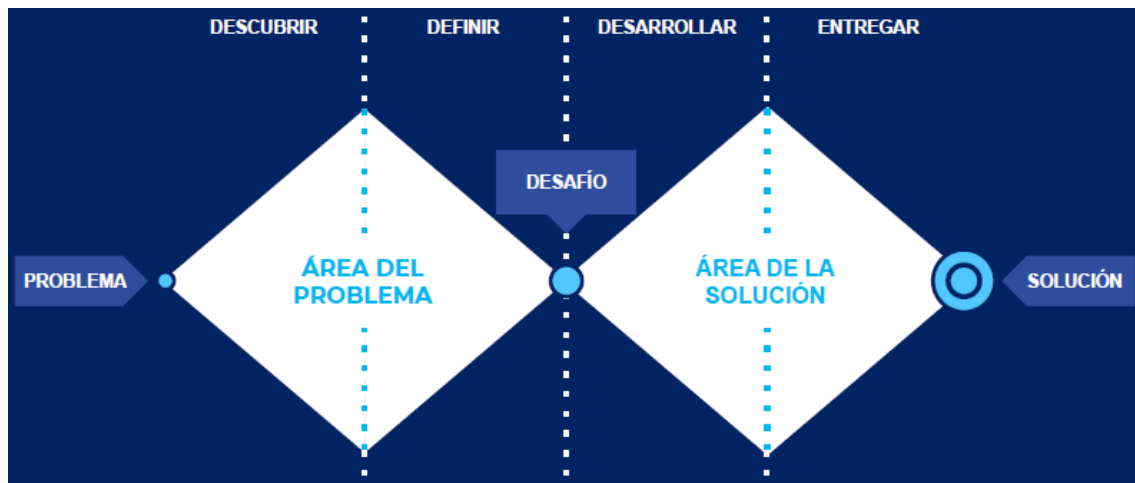 DESCUBRIR
DEFINIR
DESARROLLAR
ENTREGAR
DESAFÍO
PROBLEMA
ÁREA DEL
PROBLEMA
ÁREA DE LA
SOLUCIÓN
SOLUCIÓN